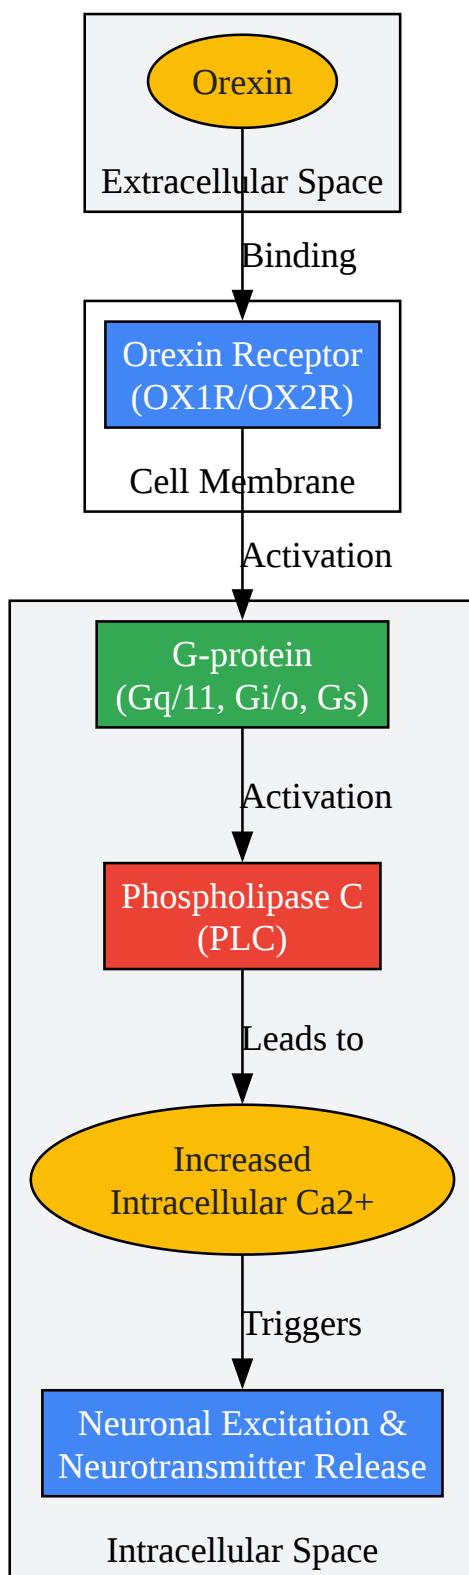 Orexin
Extracellular Space
Binding
Orexin Receptor
(OX1R/OX2R)
Cell Membrane
Activation
G-protein
(Gq/11, Gi/o, Gs)
Activation
Phospholipase C
(PLC)
Leads to
Increased
Intracellular Ca2+
Triggers
Neuronal Excitation &
Neurotransmitter Release
Intracellular Space